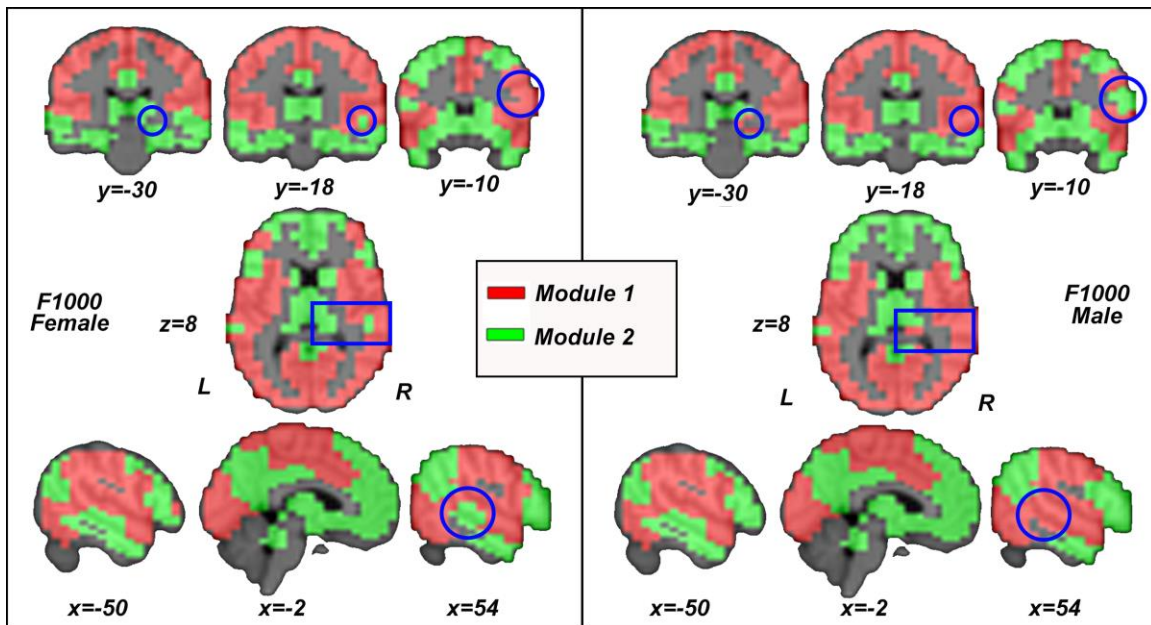 y=-30
y=-18
y=-10
F1000
Female
z=8
L
R
x=-50
x=-2
x=54
Module 1
Module 2
y=-30
y=-18
y=-10
z=8
F1000
Male
L
R
x=-50
x=-2
x=54